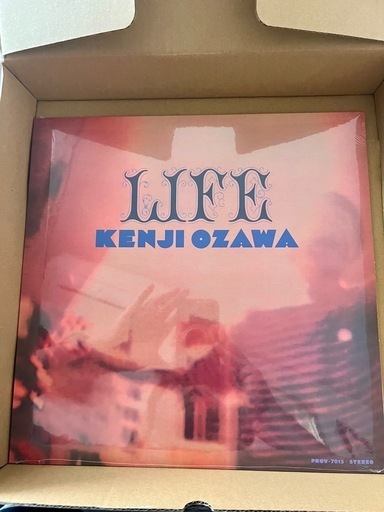 LIFE
KENJI OZAWA
PROV-7015 · STEREO